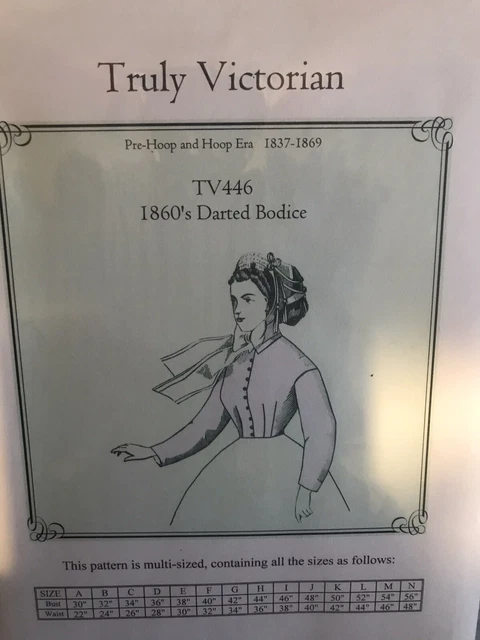 Truly Victorian
Pre-Hoop and Hoop Era 1837-1869
TV446
1860's Darted Bodice
This pattern is multi-sized, containing all the sizes as follows:
SIZE A B C D E F G H I J K L M N
Bust 30" 32" 34" 36" 38" 40" 42" 44" 46" 48" 50" 52" 54" 56"
Waist 22" 24" 26" 28" 30" 32" 34" 36" 38" 40" 42" 44" 46" 48"